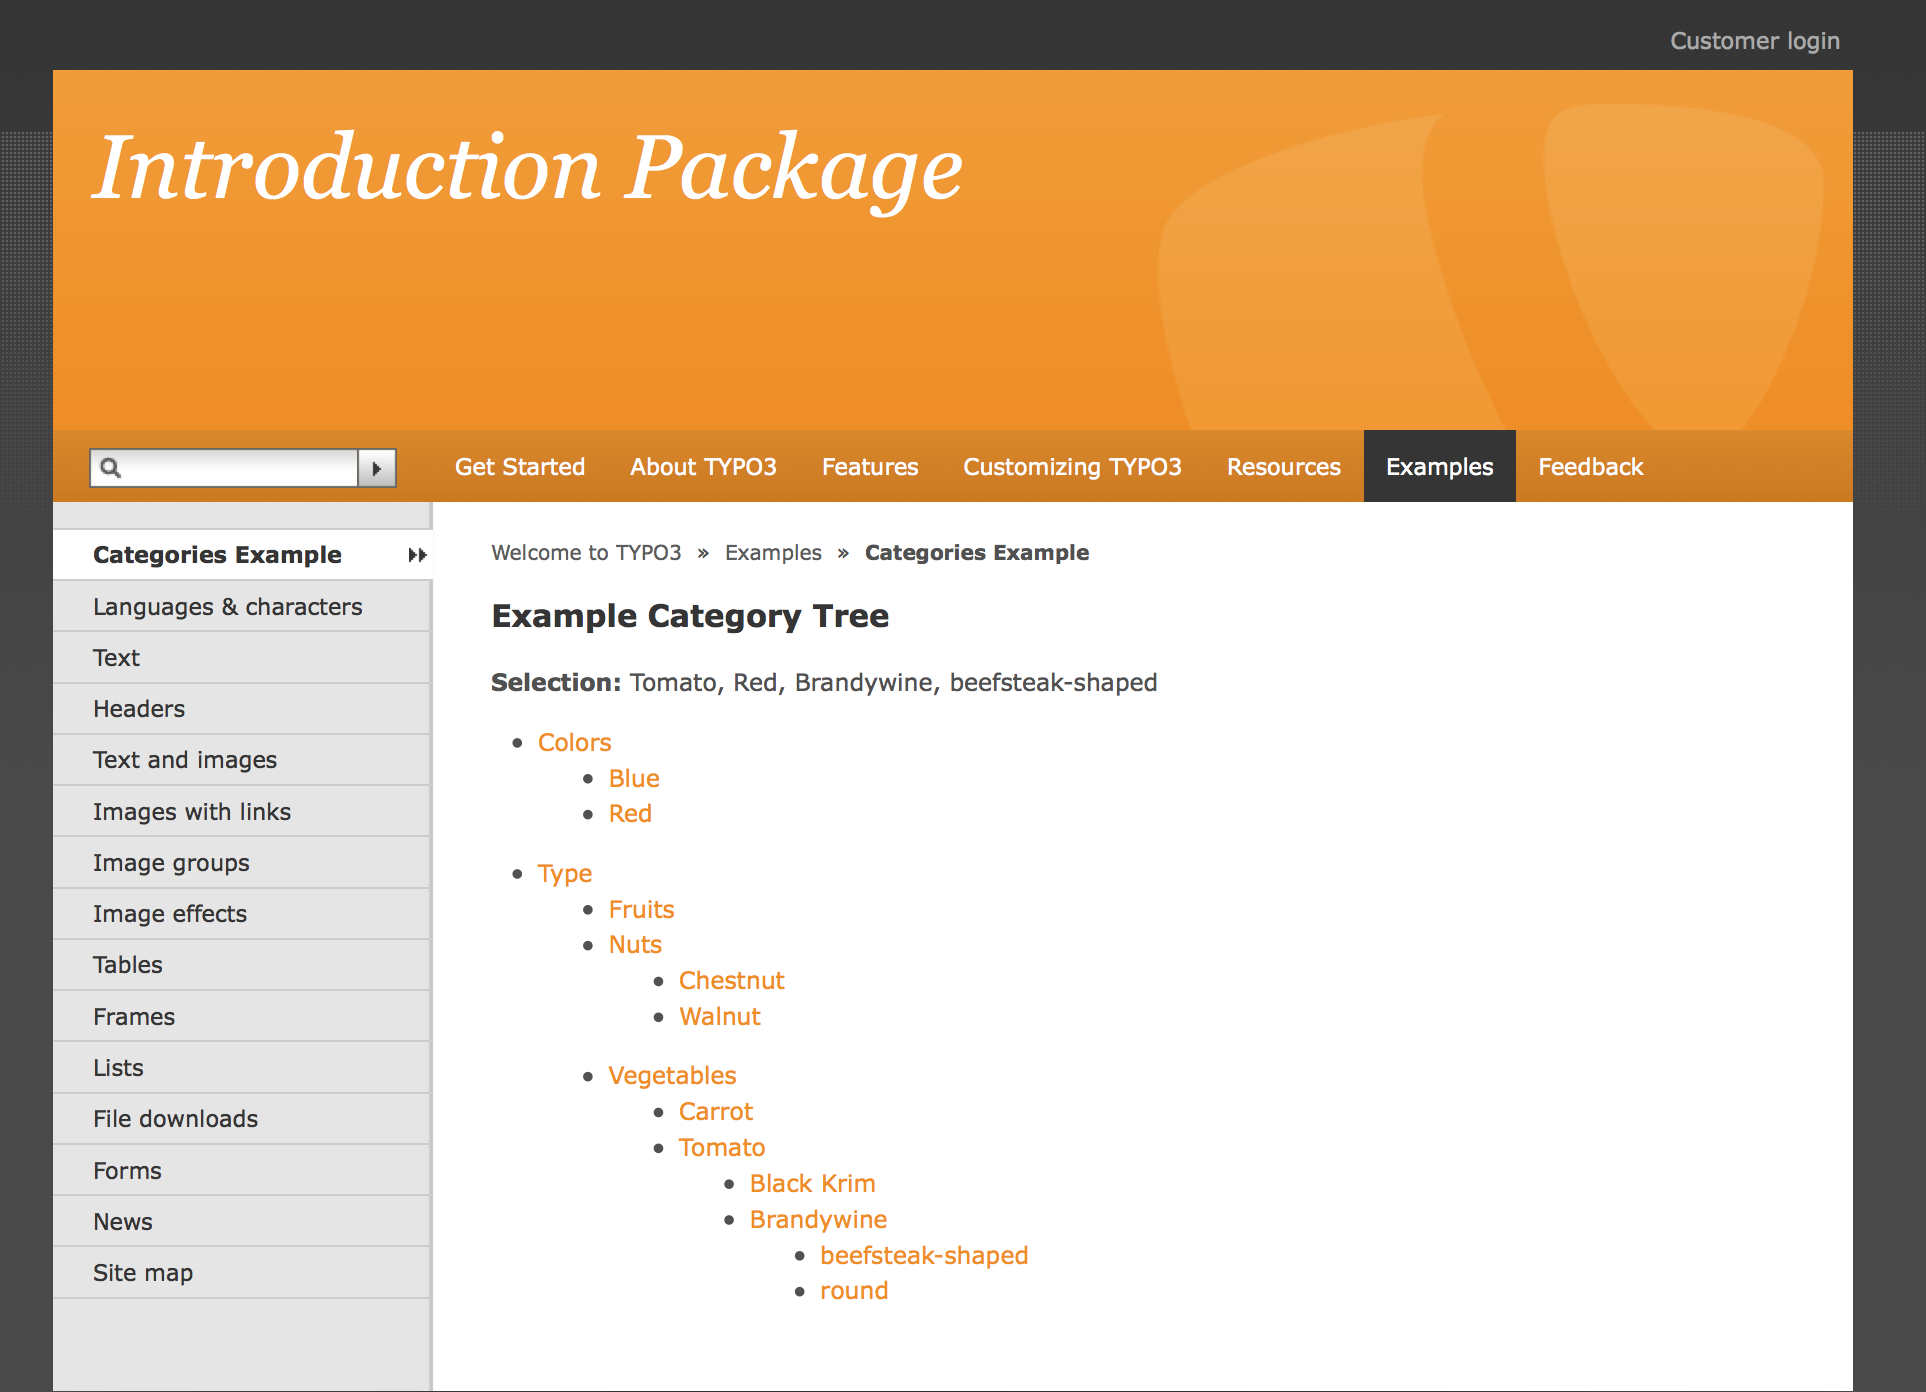 Customer login
Introduction Package
Get Started About TYPO3 Features Customizing TYPO3 Resources Examples Feedback
Categories Example
Languages & characters
Text
Headers
Text and images
Images with links
Image groups
Image effects
Tables
Frames
Lists
File downloads
Forms
News
Site map
Welcome to TYPO3 » Examples » Categories Example
Example Category Tree
Selection: Tomato, Red, Brandywine, beefsteak-shaped
Colors
Blue
Red
Type
Fruits
Nuts
Chestnut
Walnut
Vegetables
Carrot
Tomato
Black Krim
Brandywine
beefsteak-shaped
round